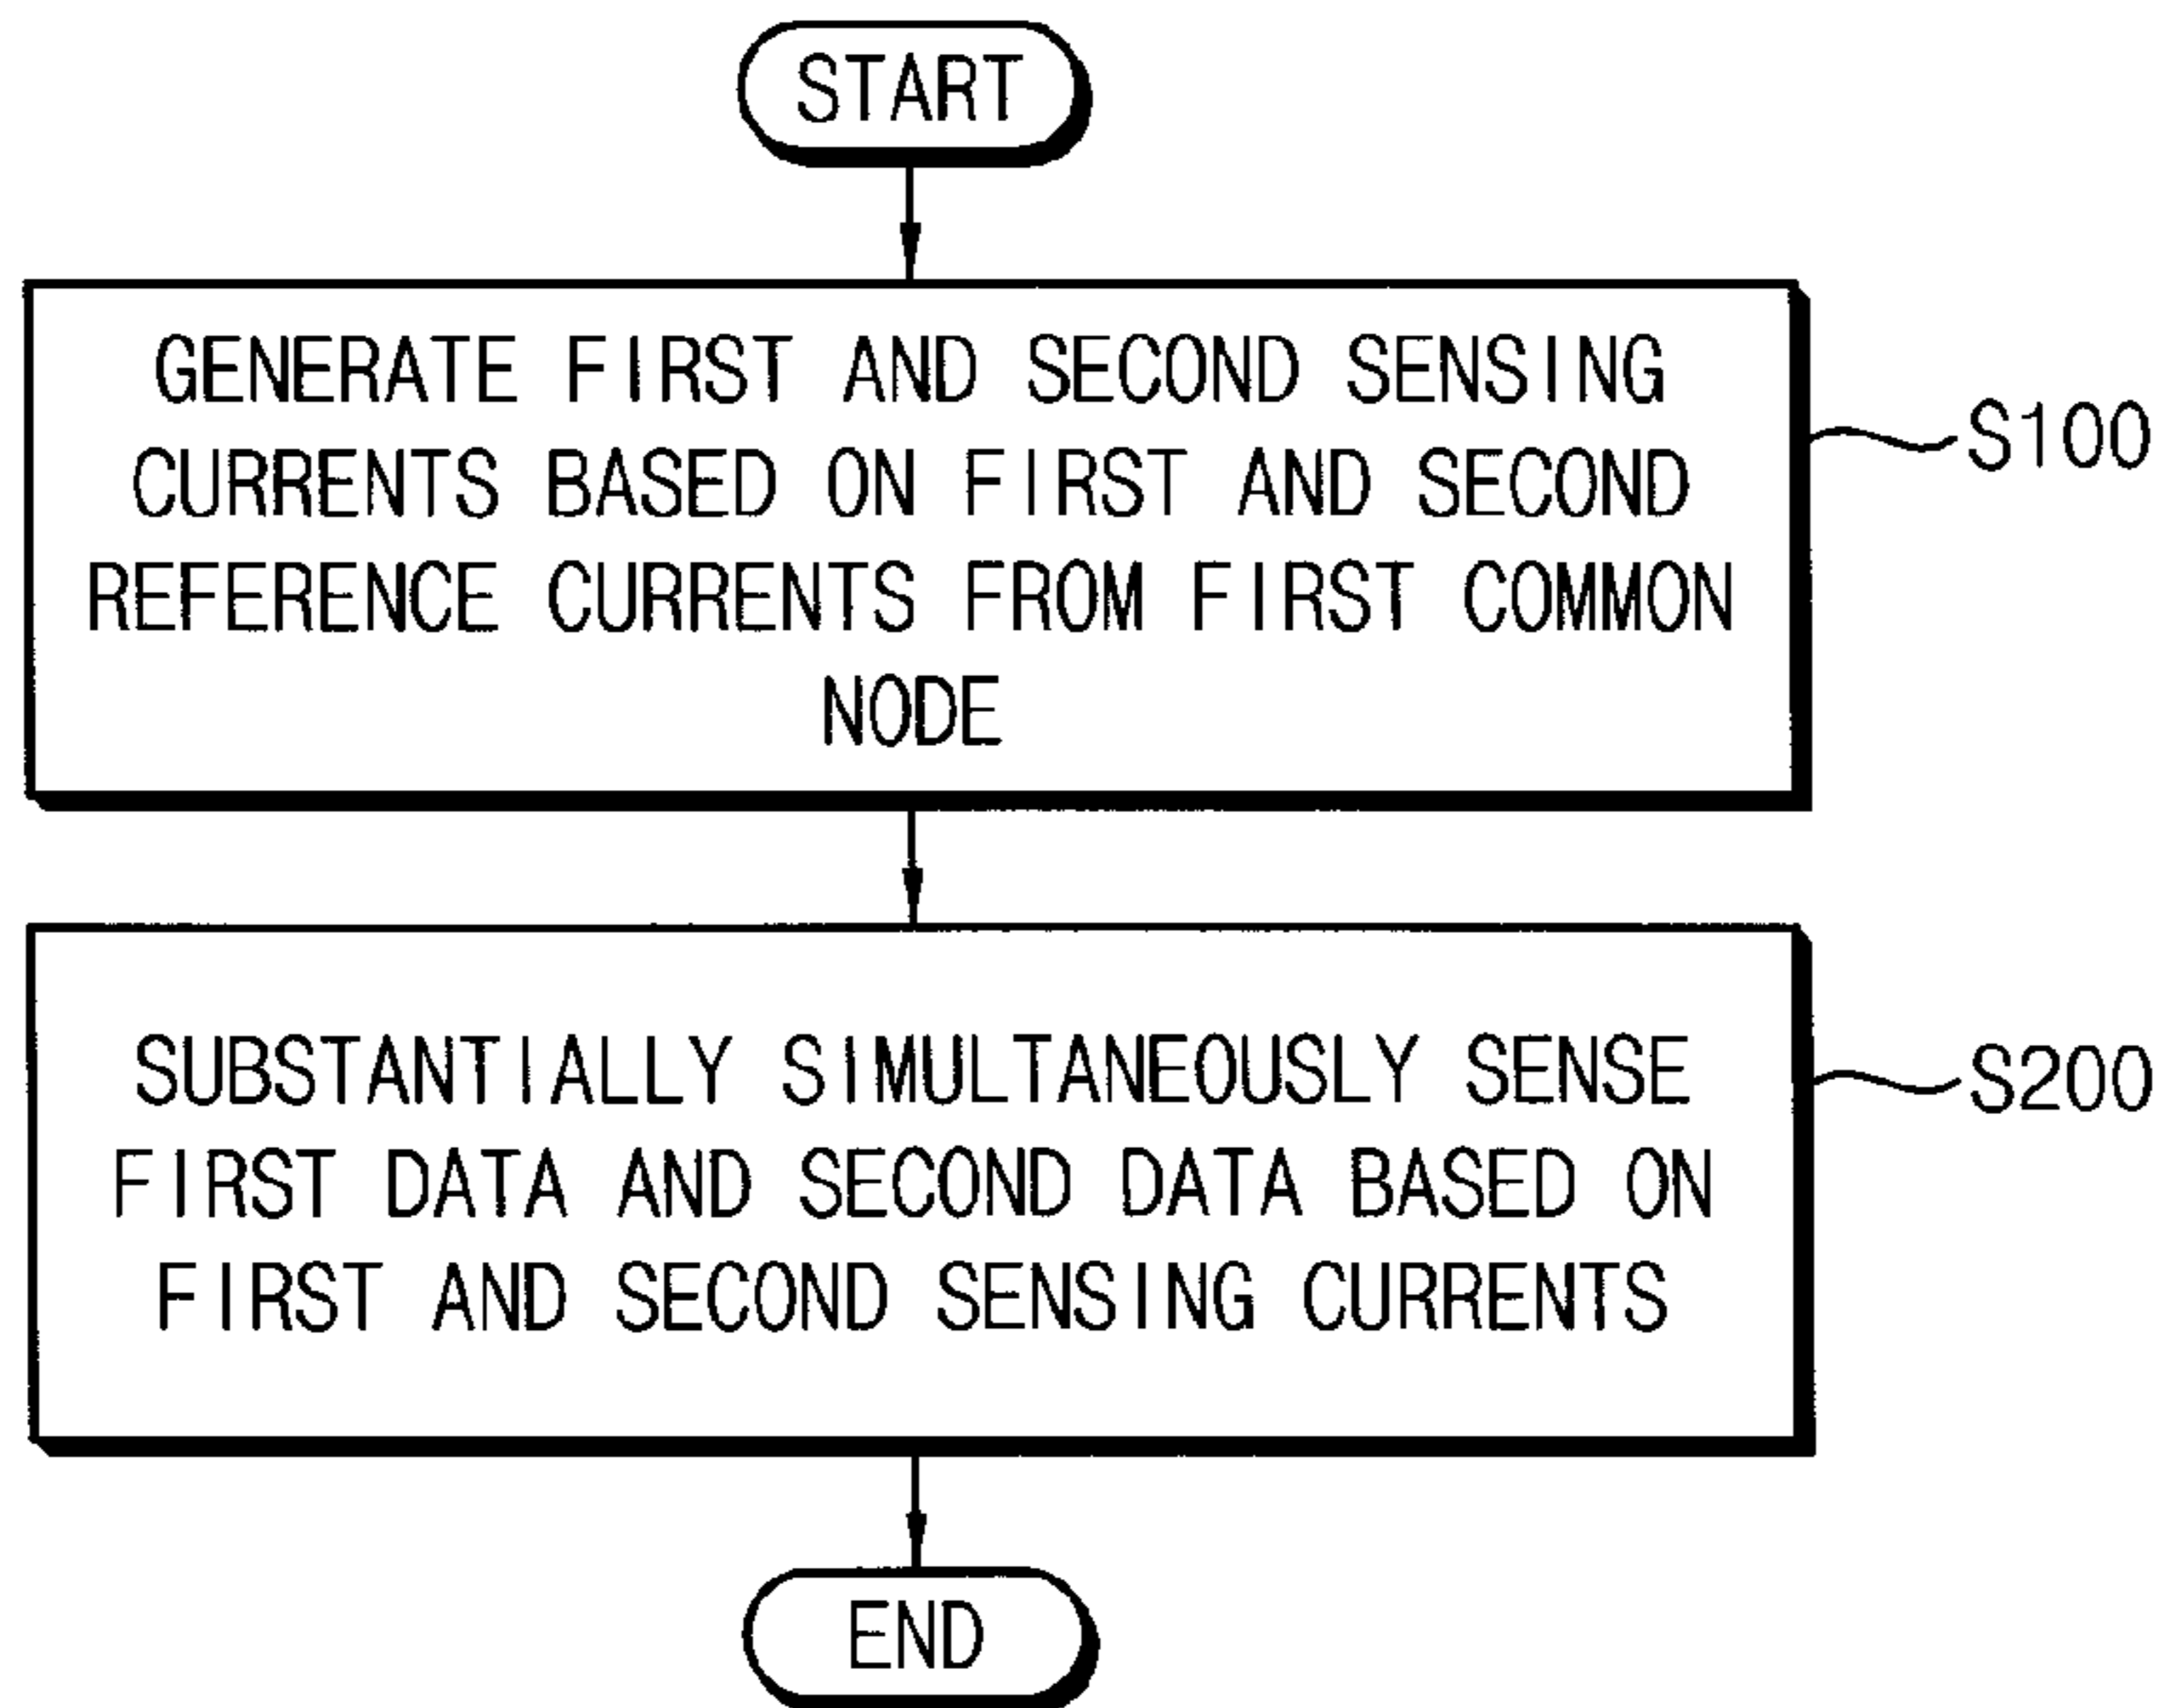 START
GENERATE FIRST AND SECOND SENSING
CURRENTS BASED ON FIRST AND SECOND
REFERENCE CURRENTS FROM FIRST COMMON
NODE
S100
SUBSTANTIALLY SIMULTANEOUSLY SENSE
FIRST DATA AND SECOND DATA BASED ON
FIRST AND SECOND SENSING CURRENTS
S200
END